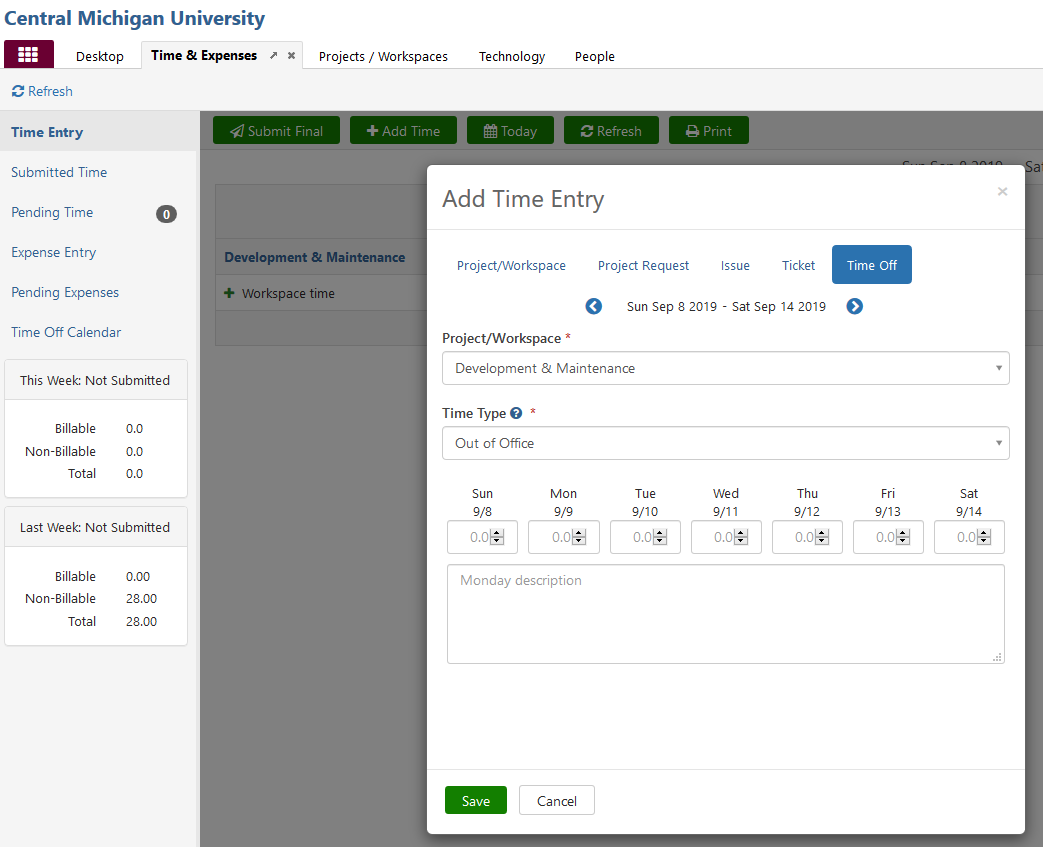 Central Michigan University
Desktop Time & Expenses Projects / Workspaces Technology People
Refresh
Time Entry
Submitted Time
Pending Time 0
Expense Entry
Pending Expenses
Time Off Calendar
This Week: Not Submitted
Billable 0.0
Non-Billable 0.0
Total 0.0
Last Week: Not Submitted
Billable 0.00
Non-Billable 28.00
Total 28.00
Submit Final Add Time Today Refresh Print
Sun Sep 8 2019 Sat
Development & Maintenance
Workspace time
Add Time Entry ×
Project/Workspace Project Request Issue Ticket Time Off
Sun Sep 8 2019 - Sat Sep 14 2019
Project/Workspace *
Development & Maintenance
Time Type ? *
Out of Office
Sun Mon Tue Wed Thu Fri Sat
9/8 9/9 9/10 9/11 9/12 9/13 9/14
0.0 0.0 0.0 0.0 0.0 0.0 0.0
Monday description
Save Cancel